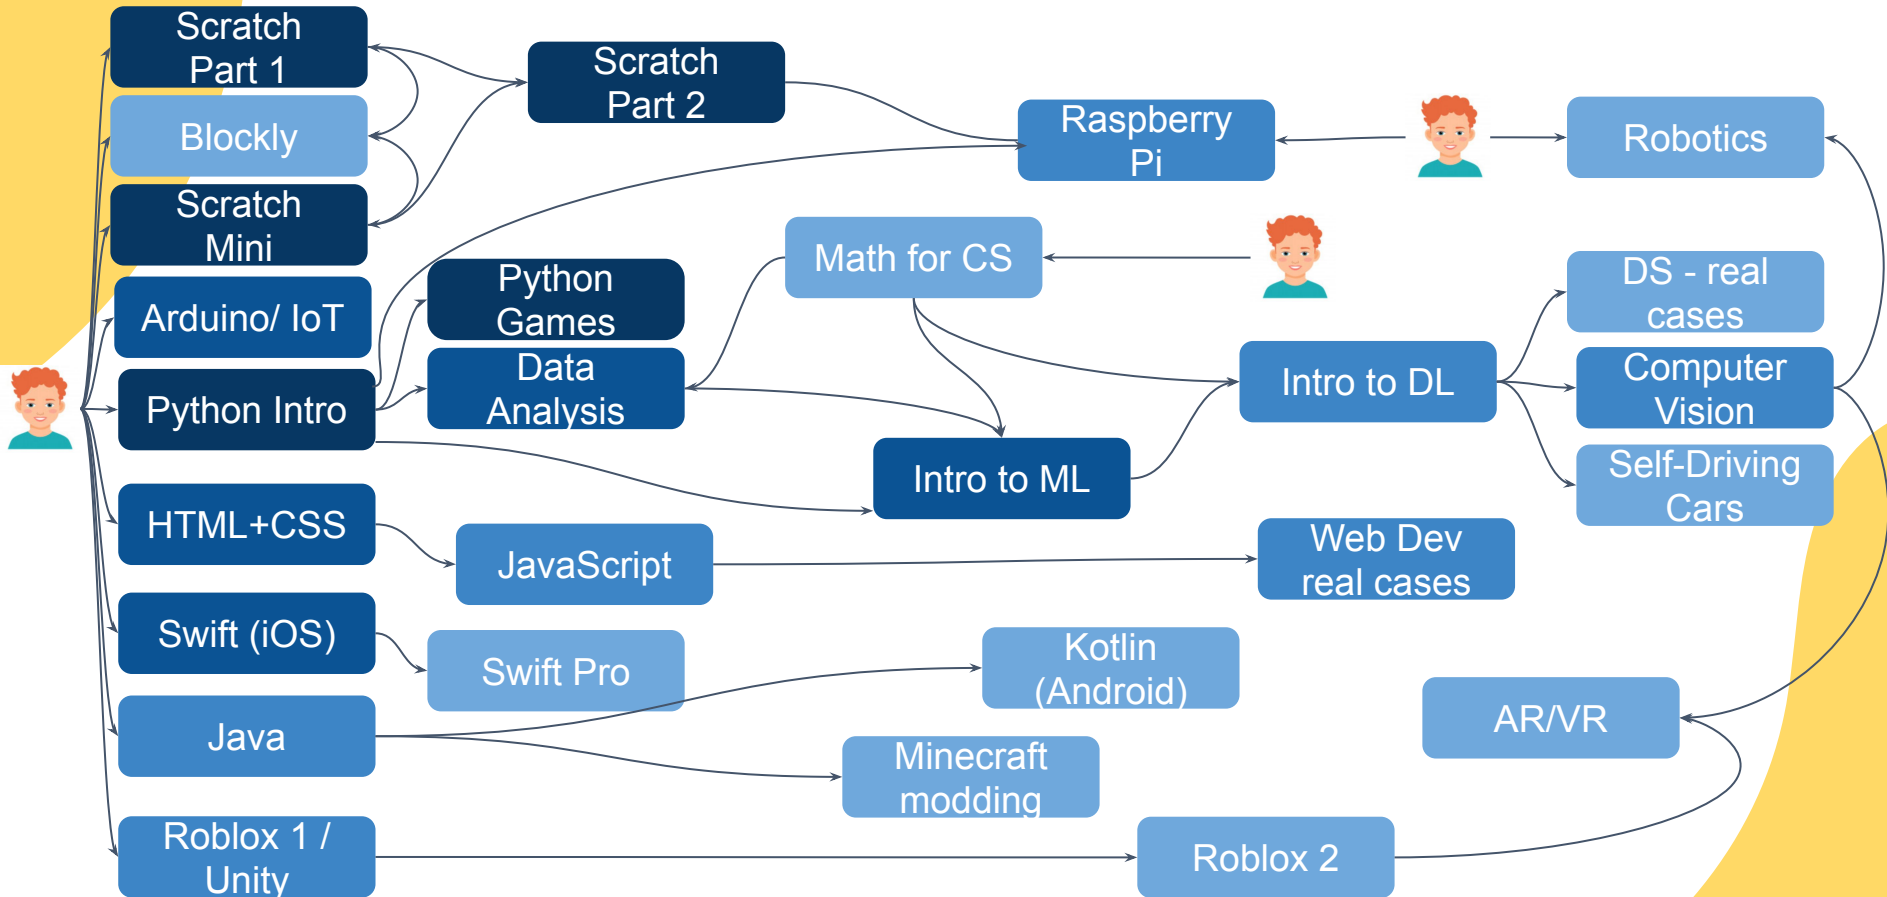 Scratch
Part 1
Blockly
Scratch
Mini
Arduino/ IoT
Python Intro
HTML+CSS
Swift (iOS)
Java
Roblox 1 /
Unity
Scratch
Part 2
Python
Games
Data
Analysis
JavaScript
Swift Pro
Raspberry
Pi
Math for CS
Intro to ML
Kotlin
(Android)
Minecraft
modding
Roblox 2
Intro to DL
Web Dev
real cases
Robotics
DS - real
cases
Computer
Vision
Self-Driving
Cars
AR/VR